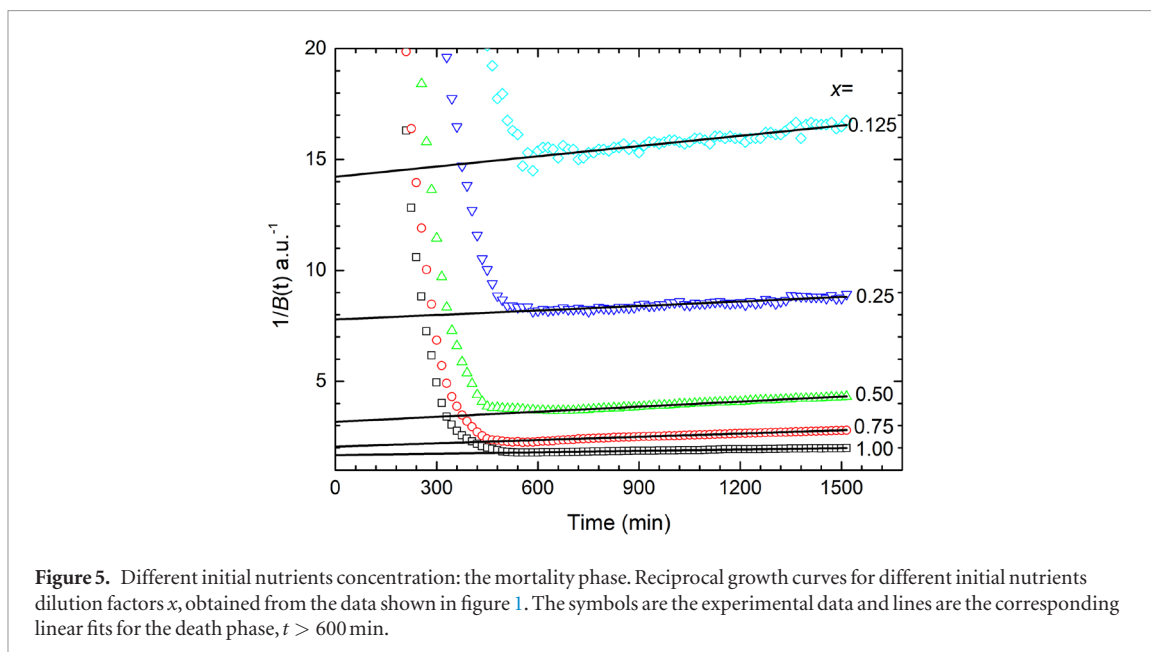 20
15
10
5
1/B(t) a.u.⁻¹
x=
0.125
0.25
0.50
0.75
1.00
0 300 600 900 1200 1500
Time (min)
Figure 5. Different initial nutrients concentration: the mortality phase. Reciprocal growth curves for different initial nutrients
dilution factors x, obtained from the data shown in figure 1. The symbols are the experimental data and lines are the corresponding
linear fits for the death phase, t > 600 min.